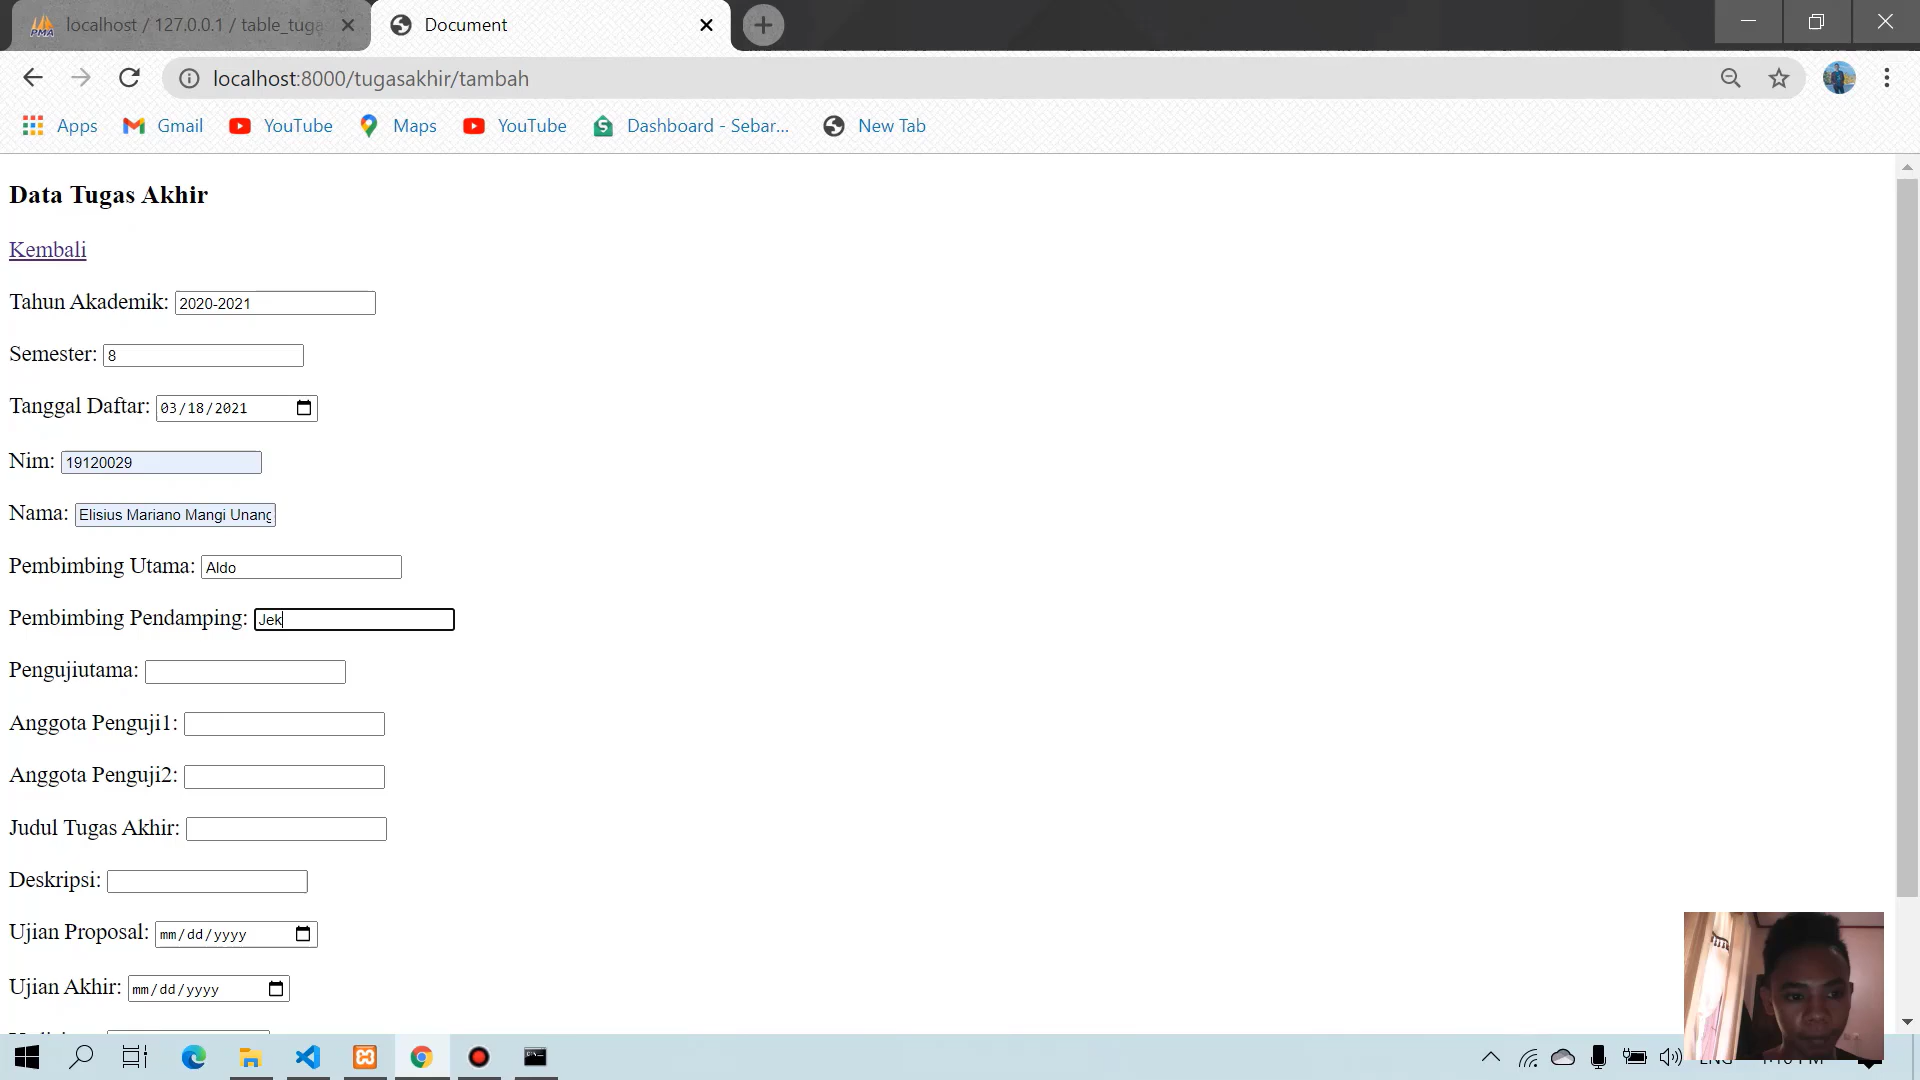 localhost / 127.0.0.1 / table_tuga
Document
localhost:8000/tugasakhir/tambah
Apps
Gmail
YouTube
Maps
YouTube
Dashboard - Sebar...
New Tab
Data Tugas Akhir
Kembali
Tahun Akademik: 2020-2021
Semester: 8
Tanggal Daftar: 03/18/2021
Nim: 19120029
Nama: Elisius Mariano Mangi Unang
Pembimbing Utama: Aldo
Pembimbing Pendamping: Jek
Pengujiutama:
Anggota Penguji1:
Anggota Penguji2:
Judul Tugas Akhir:
Deskripsi:
Ujian Proposal: mm/dd/yyyy
Ujian Akhir: mm/dd/yyyy